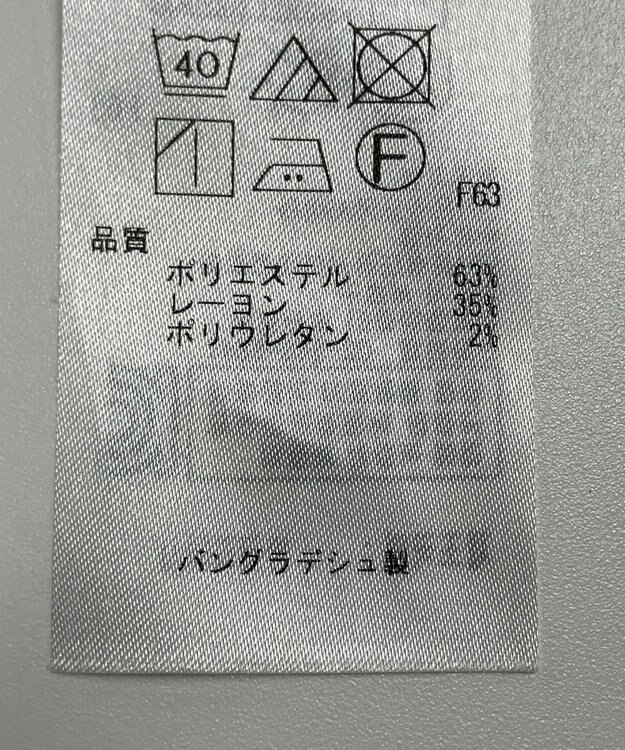 40
F
F63
品質
ポリエステル 63%
レーヨン 35%
ポリウレタン 2%
バングラデシュ製